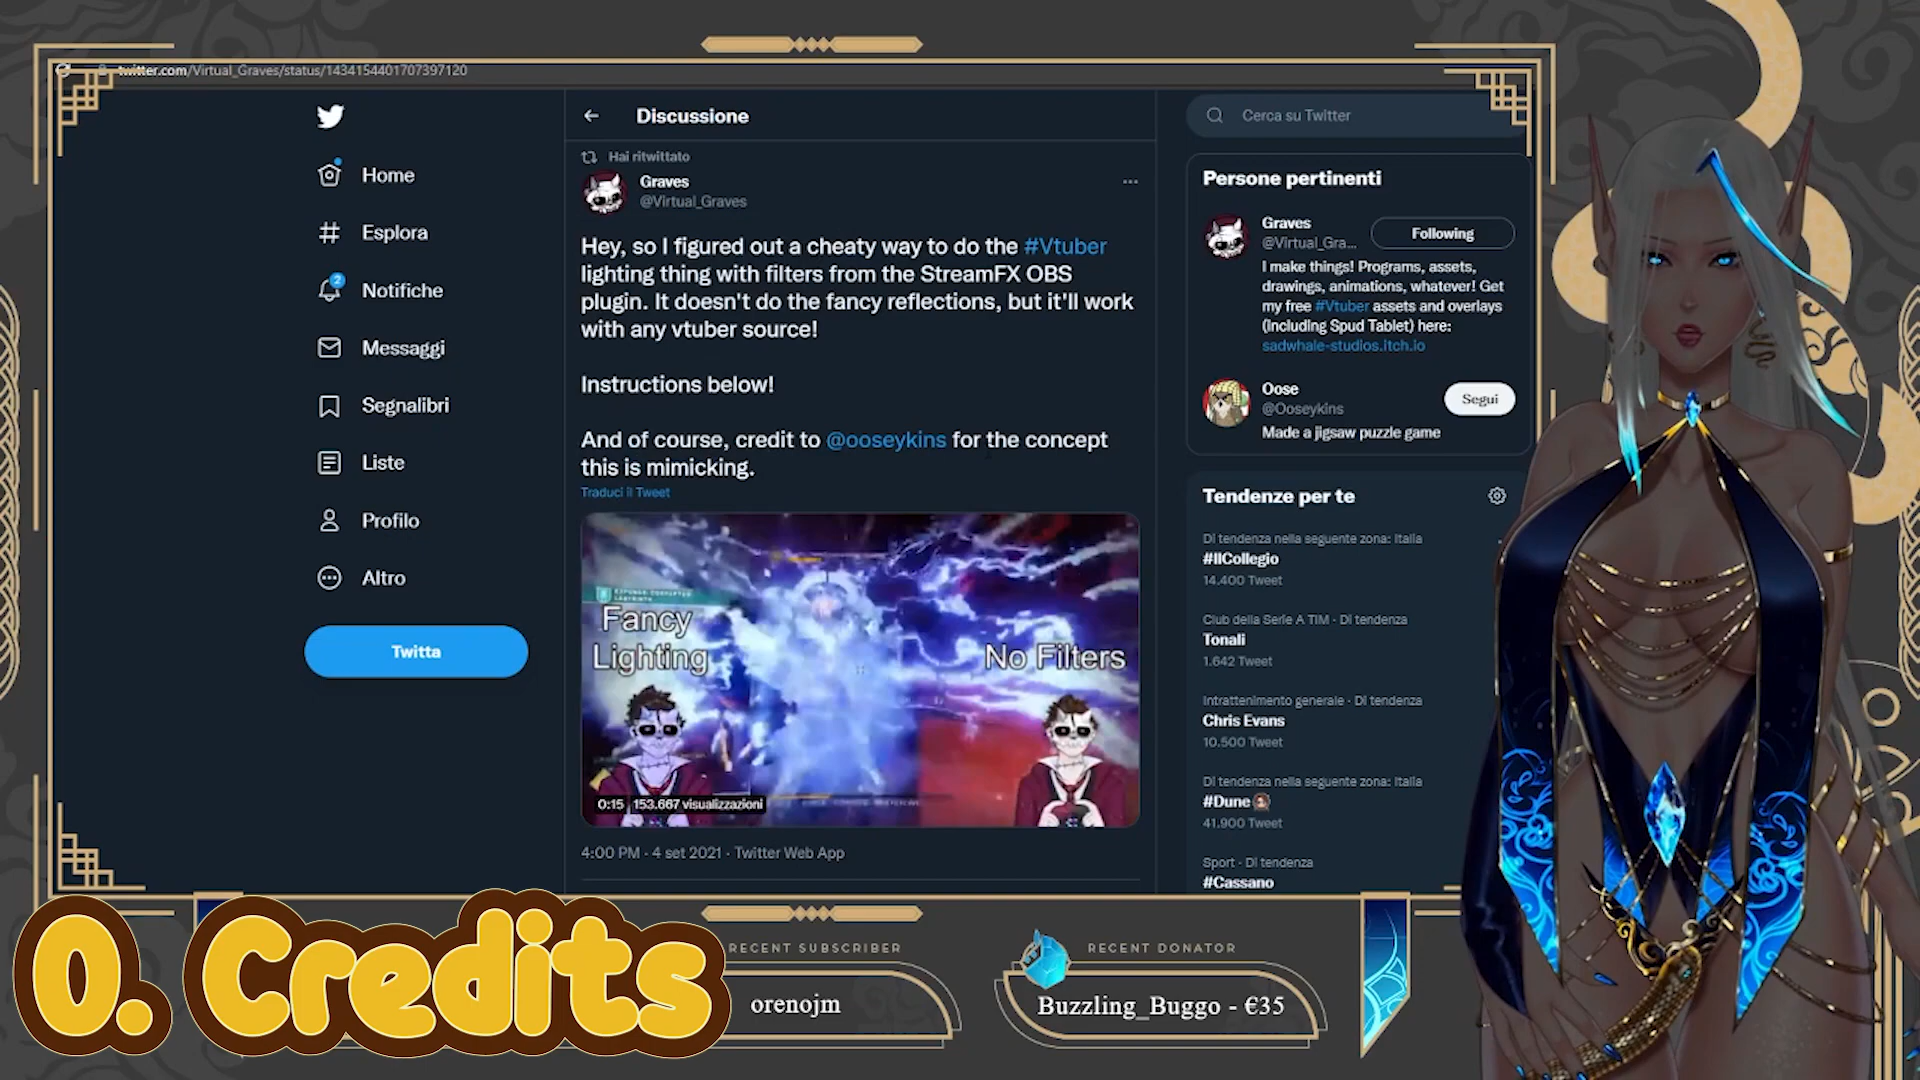 twitter.com/Virtual_Graves/status/1434154401707397120
Home
Esplora
2
Notifiche
Messaggi
Segnalibri
Liste
Profilo
Altro
Twitta
Discussione
Hai ritwittato
Graves
@Virtual_Graves
Hey, so I figured out a cheaty way to do the #Vtuber
lighting thing with filters from the StreamFX OBS
plugin. It doesn't do the fancy reflections, but it'll work
with any vtuber source!
Instructions below!
And of course, credit to @ooseykins for the concept
this is mimicking.
Traduci il Tweet
Fancy
Lighting
No Filters
0:15
153.667 visualizzazioni
4:00 PM · 4 set 2021 · Twitter Web App
Cerca su Twitter
Persone pertinenti
Graves
@Virtual_Gra...
Following
I make things! Programs, assets,
drawings, animations, whatever! Get
my free #Vtuber assets and overlays
(Including Spud Tablet) here:
sadwhale-studios.itch.io
Oose
@Ooseykins
Segui
Made a jigsaw puzzle game
Tendenze per te
Di tendenza nella seguente zona: Italia
#IlCollegio
14.400 Tweet
Club della Serie A TIM · Di tendenza
Tonali
1.642 Tweet
Intrattenimento generale · Di tendenza
Chris Evans
10.500 Tweet
Di tendenza nella seguente zona: Italia
#Dune
41.900 Tweet
Sport · Di tendenza
#Cassano
0. Credits
RECENT SUBSCRIBER
orenojm
RECENT DONATOR
Buzzling_Buggo - €35